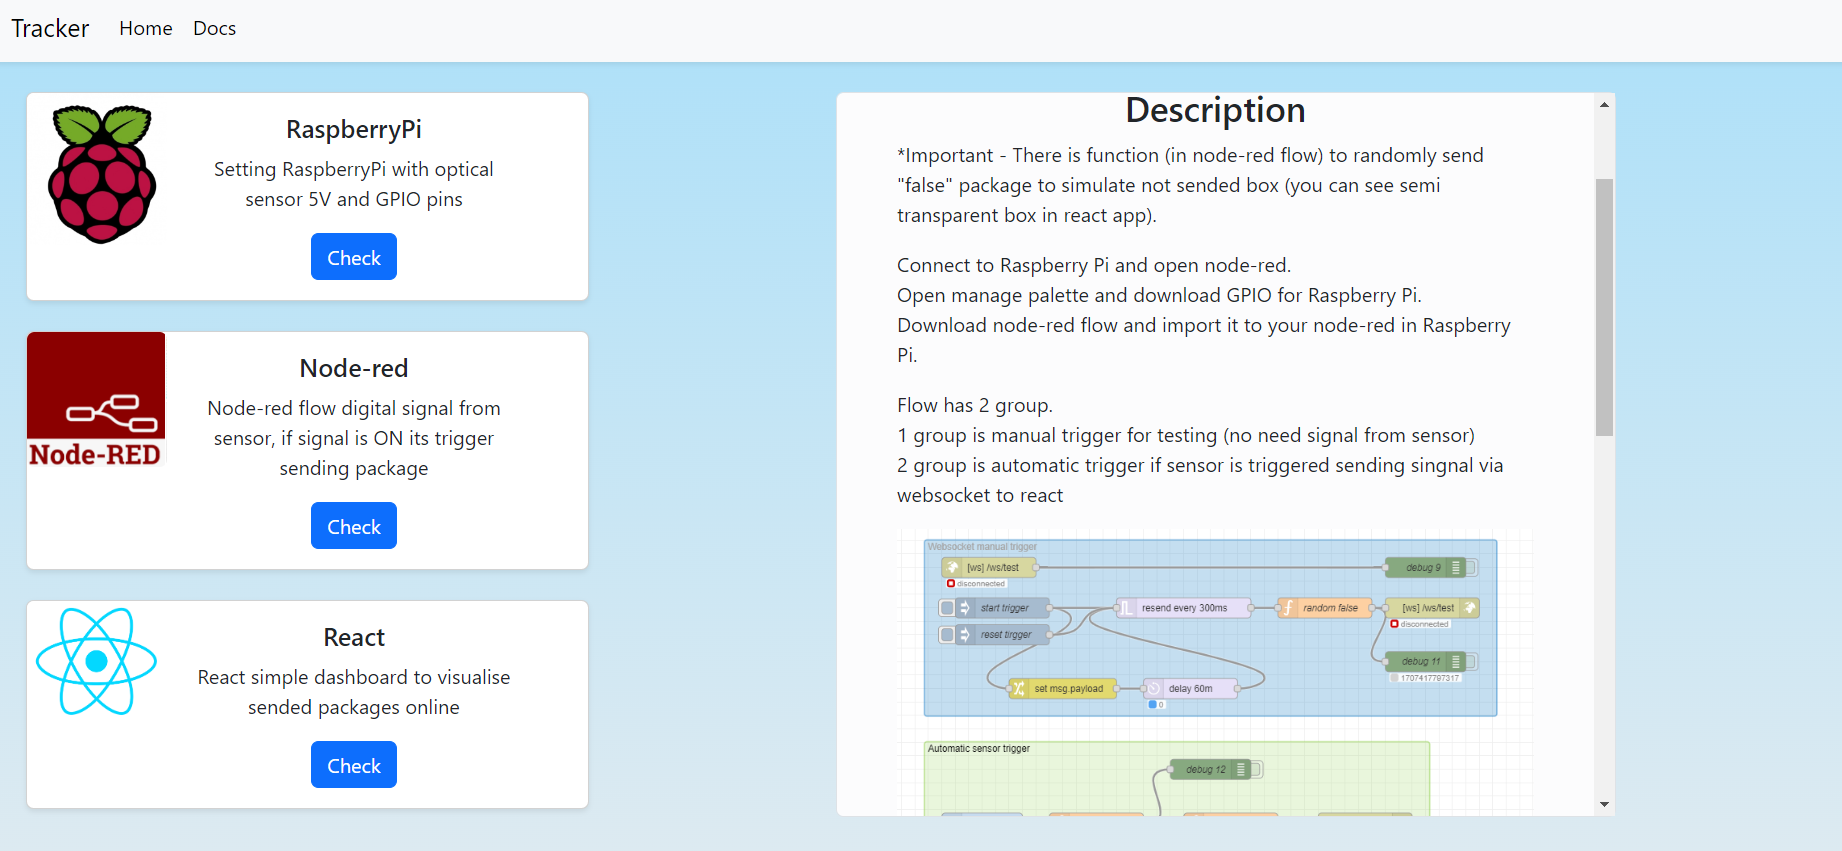 Tracker Home Docs
RaspberryPi
Setting RaspberryPi with optical
sensor 5V and GPIO pins
Check
Node-RED
Node-red
Node-red flow digital signal from
sensor, if signal is ON its trigger
sending package
Check
React
React simple dashboard to visualise
sended packages online
Check
Description
*Important - There is function (in node-red flow) to randomly send
"false" package to simulate not sended box (you can see semi
transparent box in react app).
Connect to Raspberry Pi and open node-red.
Open manage palette and download GPIO for Raspberry Pi.
Download node-red flow and import it to your node-red in Raspberry
Pi.
Flow has 2 group.
1 group is manual trigger for testing (no need signal from sensor)
2 group is automatic trigger if sensor is triggered sending singnal via
websocket to react
Websocket manual trigger
[ws] /ws/test
debug 9
disconnected
start trigger
resend every 300ms
random false
[ws] /ws/test
disconnected
reset tirgger
debug 11
1707417797317
set msg.payload
delay 60m
0
Automatic sensor trigger
debug 12